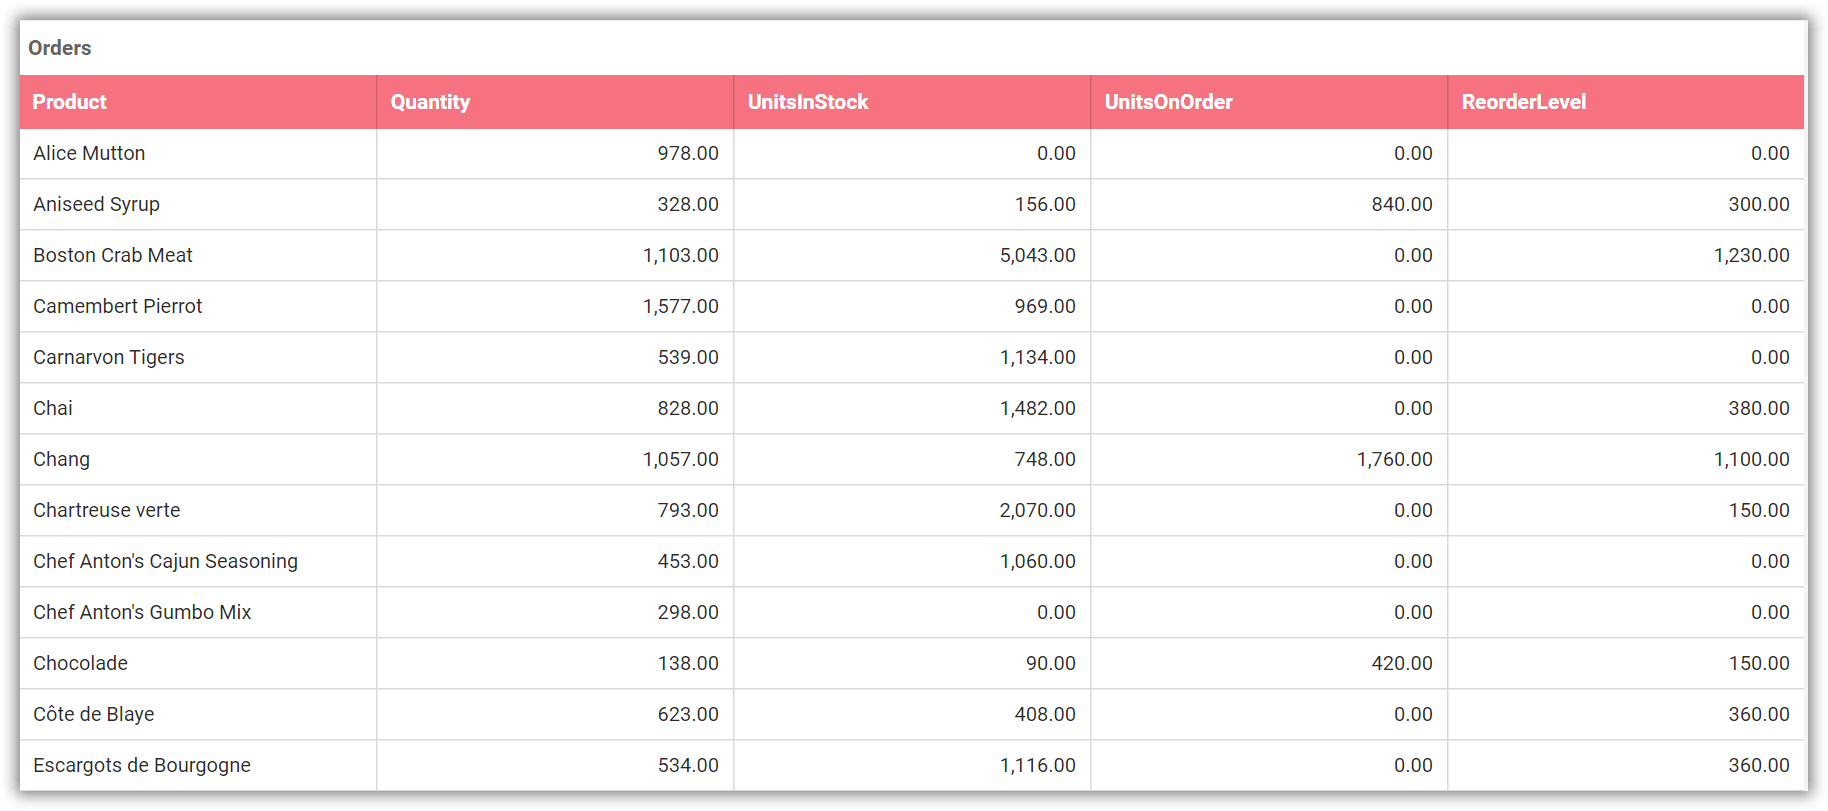 Orders
Product Quantity UnitsInStock UnitsOnOrder ReorderLevel
Alice Mutton 978.00 0.00 0.00 0.00
Aniseed Syrup 328.00 156.00 840.00 300.00
Boston Crab Meat 1,103.00 5,043.00 0.00 1,230.00
Camembert Pierrot 1,577.00 969.00 0.00 0.00
Carnarvon Tigers 539.00 1,134.00 0.00 0.00
Chai 828.00 1,482.00 0.00 380.00
Chang 1,057.00 748.00 1,760.00 1,100.00
Chartreuse verte 793.00 2,070.00 0.00 150.00
Chef Anton's Cajun Seasoning 453.00 1,060.00 0.00 0.00
Chef Anton's Gumbo Mix 298.00 0.00 0.00 0.00
Chocolade 138.00 90.00 420.00 150.00
Côte de Blaye 623.00 408.00 0.00 360.00
Escargots de Bourgogne 534.00 1,116.00 0.00 360.00